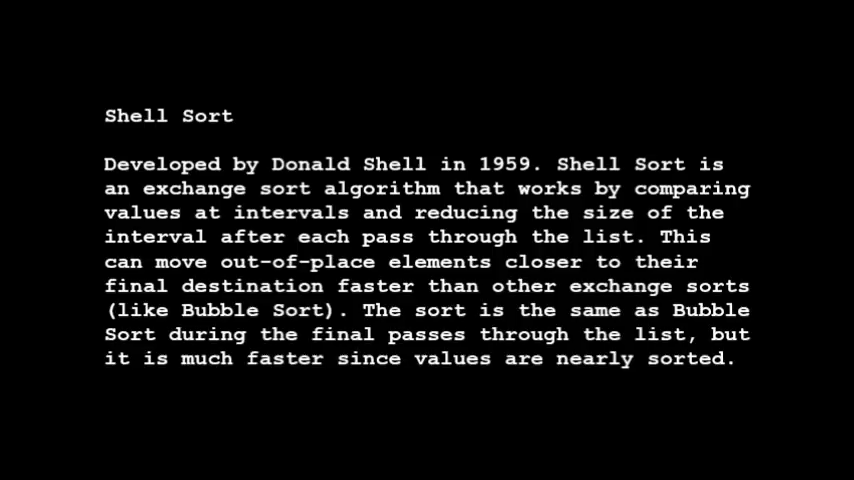 Shell Sort
Developed by Donald Shell in 1959. Shell Sort is
an exchange sort algorithm that works by comparing
values at intervals and reducing the size of the
interval after each pass through the list. This
can move out-of-place elements closer to their
final destination faster than other exchange sorts
(like Bubble Sort). The sort is the same as Bubble
Sort during the final passes through the list, but
it is much faster since values are nearly sorted.